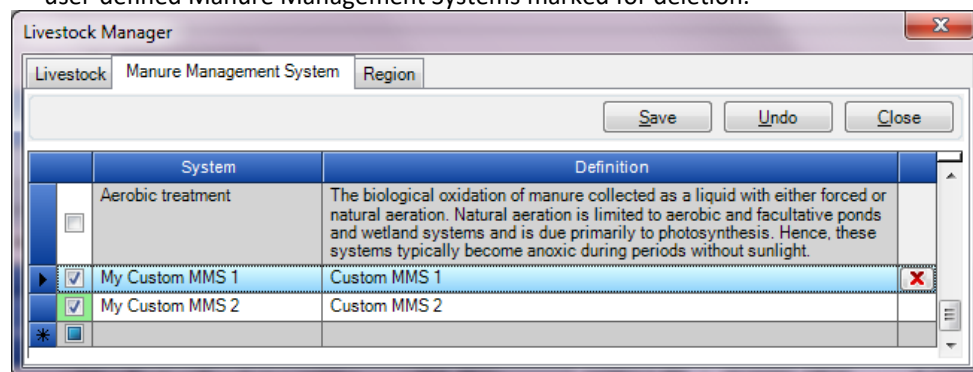 user-defined Manure Management Systems marked for deletion.
Livestock Manager
Livestock Manure Management System Region
Save Undo Close
System Definition
Aerobic treatment The biological oxidation of manure collected as a liquid with either forced or
natural aeration. Natural aeration is limited to aerobic and facultative ponds
and wetland systems and is due primarily to photosynthesis. Hence, these
systems typically become anoxic during periods without sunlight.
My Custom MMS 1 Custom MMS 1
My Custom MMS 2 Custom MMS 2